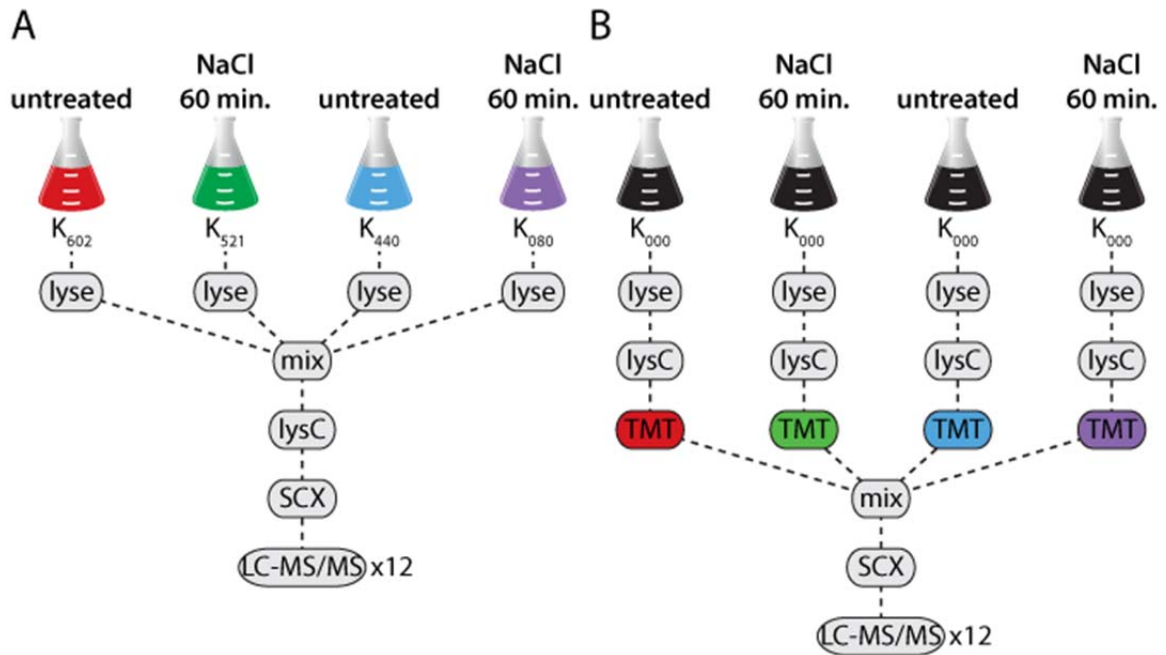 A
B
NaCl
NaCl
NaCl
NaCl
untreated
60 min.
untreated
60 min.
untreated
60 min.
untreated
60 min.
K602
K521
K440
K080
K000
K000
K000
K000
lyse
lyse
lyse
lyse
lyse
lyse
lyse
lyse
mix
lysC
lysC
lysC
lysC
lysC
TMT
TMT
TMT
TMT
SCX
mix
LC-MS/MS x12
SCX
LC-MS/MS x12